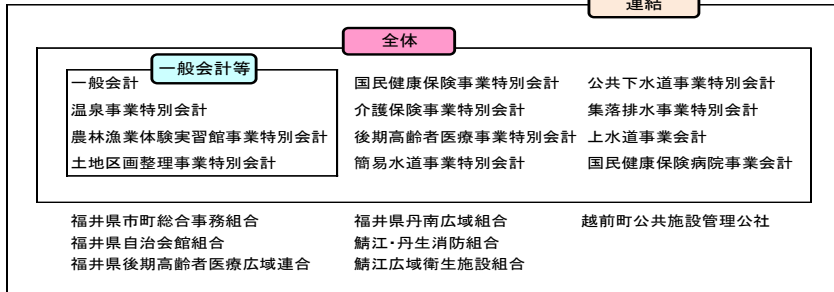 連結
全体
一般会計等
一般会計
国民健康保険事業特別会計
公共下水道事業特別会計
温泉事業特別会計
介護保険事業特別会計
集落排水事業特別会計
農林漁業体験実習館事業特別会計
後期高齢者医療事業特別会計
上水道事業会計
土地区画整理事業特別会計
簡易水道事業特別会計
国民健康保険病院事業会計
福井県市町総合事務組合
福井県丹南広域組合
越前町公共施設管理公社
福井県自治会館組合
鯖江・丹生消防組合
福井県後期高齢者医療広域連合
鯖江広域衛生施設組合